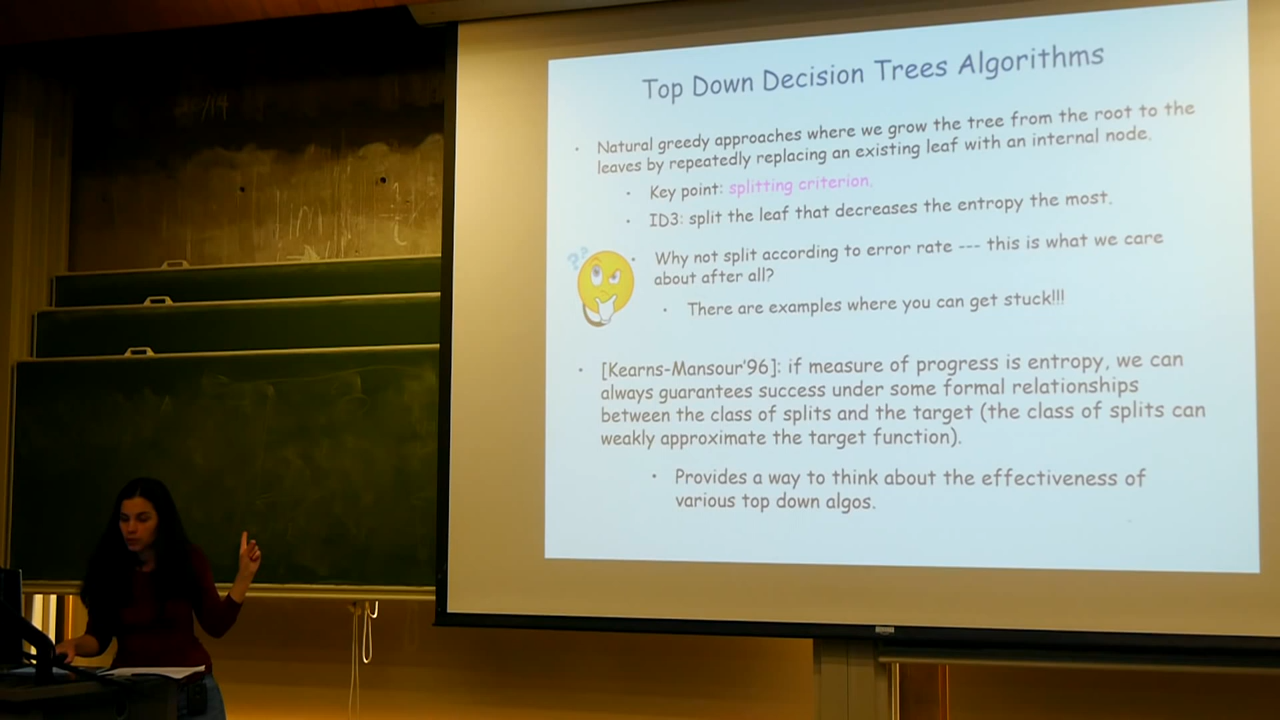 Top Down Decision Trees Algorithms
• Natural greedy approaches where we grow the tree from the root to the
leaves by repeatedly replacing an existing leaf with an internal node.
• Key point: splitting criterion.
• ID3: split the leaf that decreases the entropy the most.
• Why not split according to error rate --- this is what we care
about after all?
• There are examples where you can get stuck!!!
• [Kearns-Mansour'96]: if measure of progress is entropy, we can
always guarantees success under some formal relationships
between the class of splits and the target (the class of splits can
weakly approximate the target function).
• Provides a way to think about the effectiveness of
various top down algos.